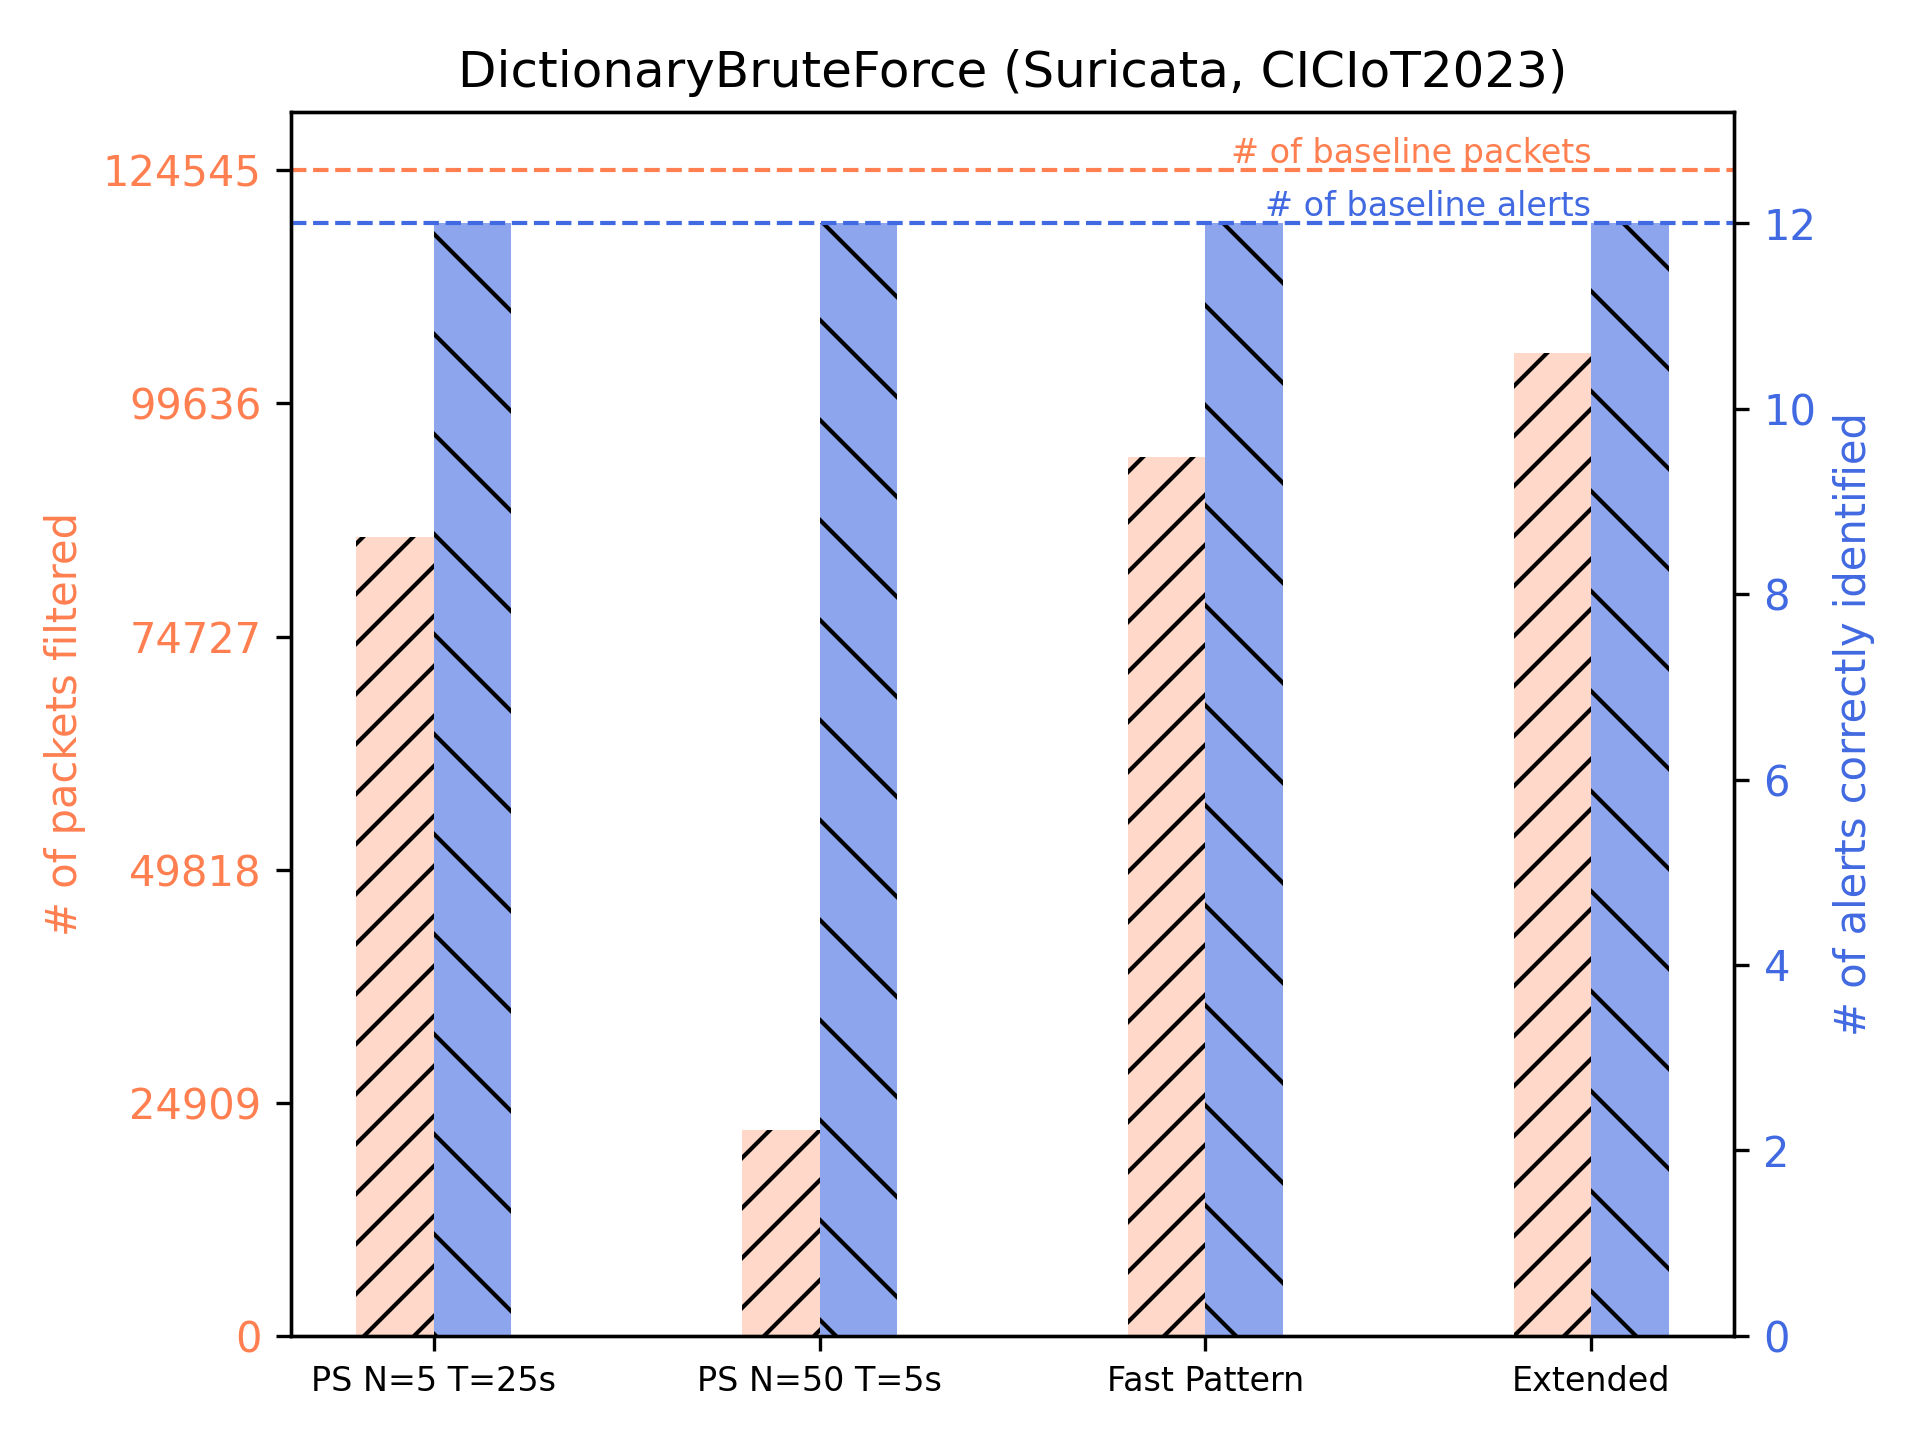 DictionaryBruteForce (Suricata, CICIoT2023)
# of baseline packets
# of baseline alerts
# of packets filtered
124545
99636
74727
49818
24909
0
12
10
8
6
4
2
0
# of alerts correctly identified
PS N=5 T=25s
PS N=50 T=5s
Fast Pattern
Extended